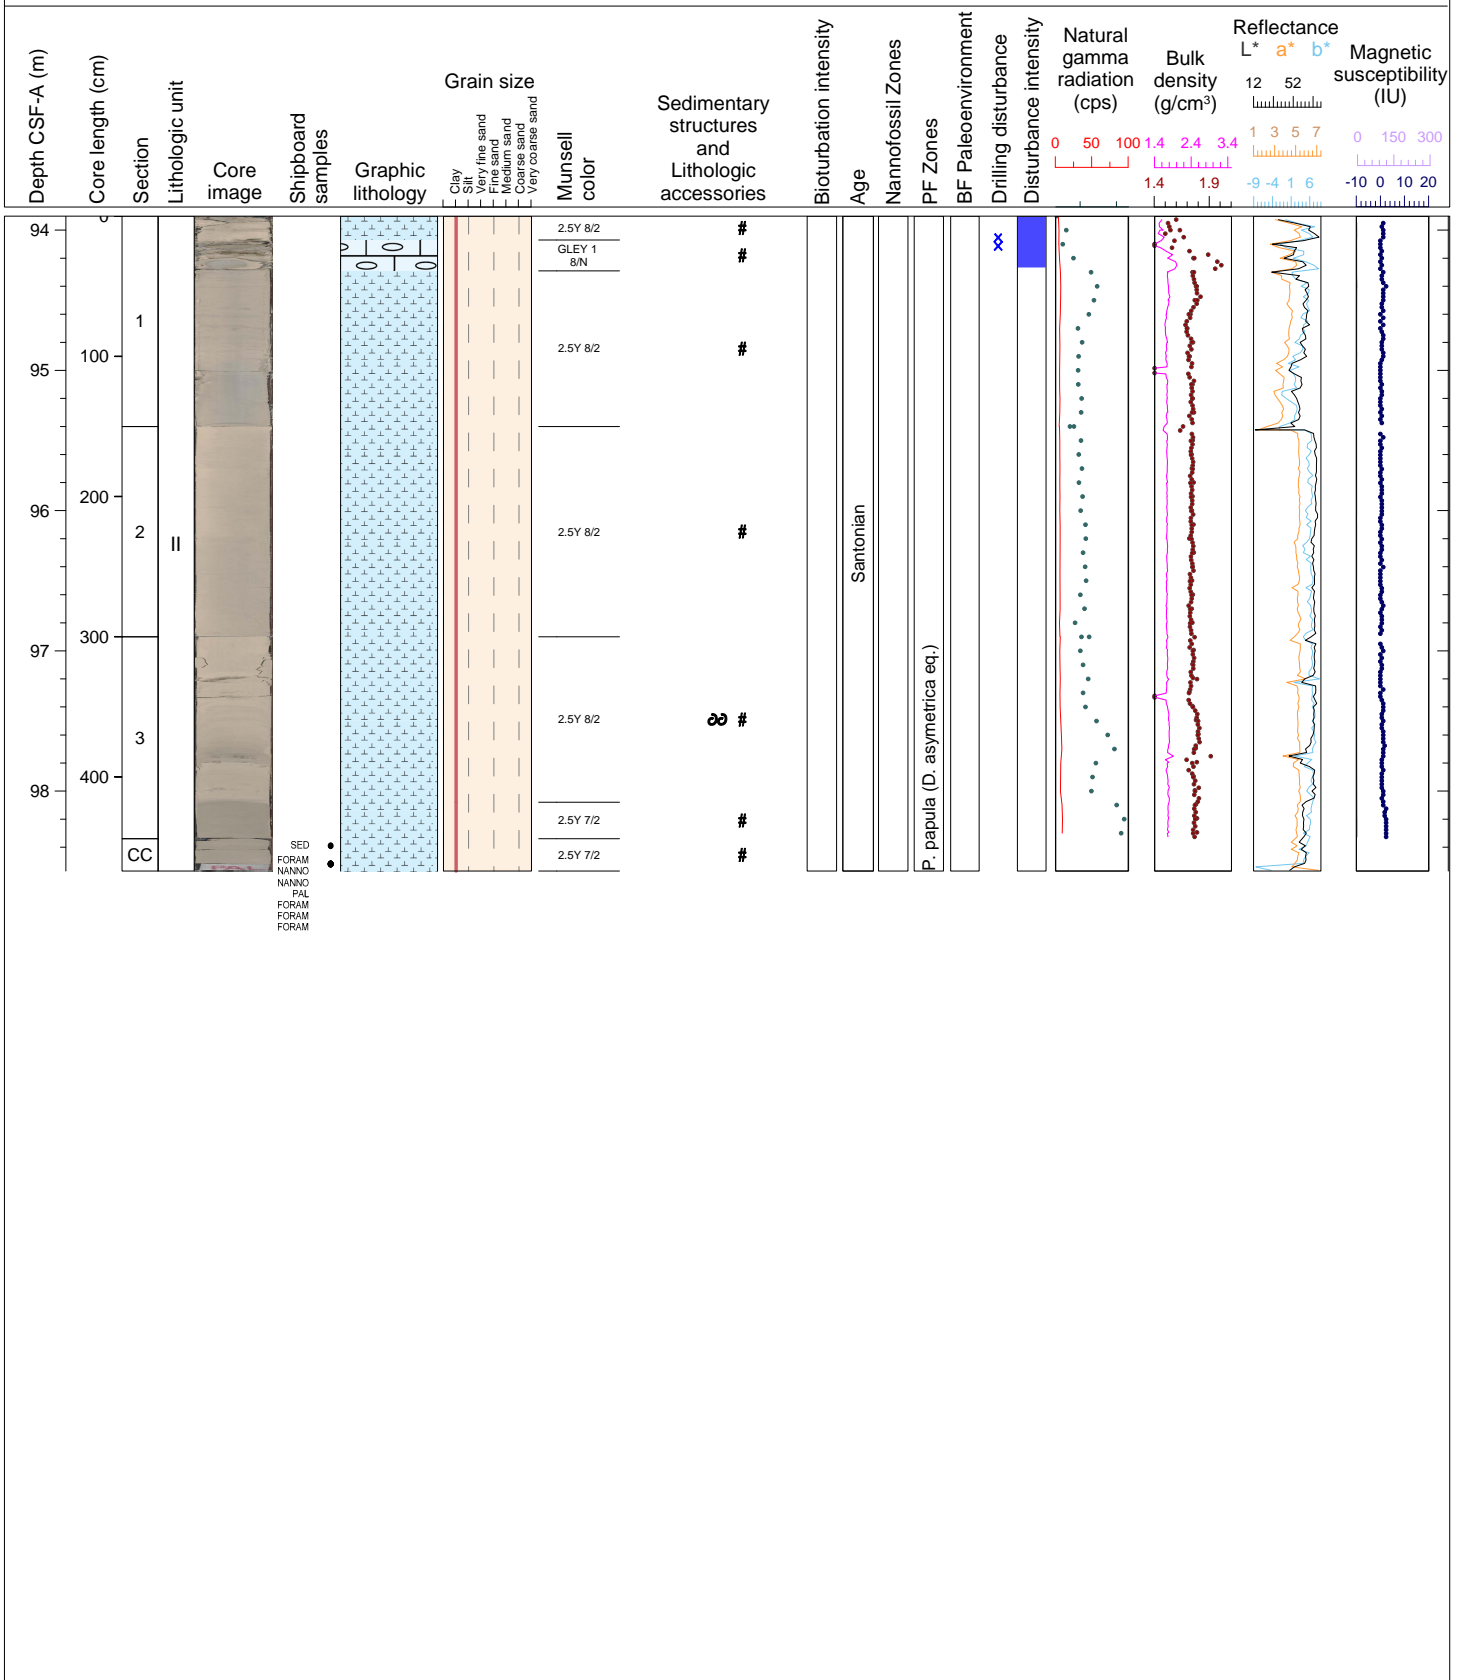 Depth CSF-A (m)
Core length (cm)
Section
Lithologic unit
Core
image
Shipboard
samples
Graphic
lithology
Grain size
Clay
Silt
Very fine sand
Fine sand
Medium sand
Coarse sand
Very coarse sand
Munsell
color
Sedimentary
structures
and
Lithologic
accessories
Bioturbation intensity
Age
Nannofossil Zones
PF Zones
BF Paleoenvironment
Drilling disturbance
Disturbance intensity
Natural
gamma
radiation
(cps)
0 50 100
Bulk
density
(g/cm³)
1.4 2.4 3.4
1.4 1.9
Reflectance
L* a* b*
12 52
1 3 5 7
-9 -4 1 6
Magnetic
susceptibility
(IU)
0 150 300
-10 0 10 20
94
95
96
97
98
0
100
200
300
400
1
2
3
CC
II
SED
FORAM
NANNO
NANNO
PAL
FORAM
FORAM
FORAM
2.5Y 8/2
GLEY 1
8/N
2.5Y 8/2
2.5Y 8/2
2.5Y 8/2
2.5Y 7/2
2.5Y 7/2
Santonian
P. papula (D. asymetrica eq.)